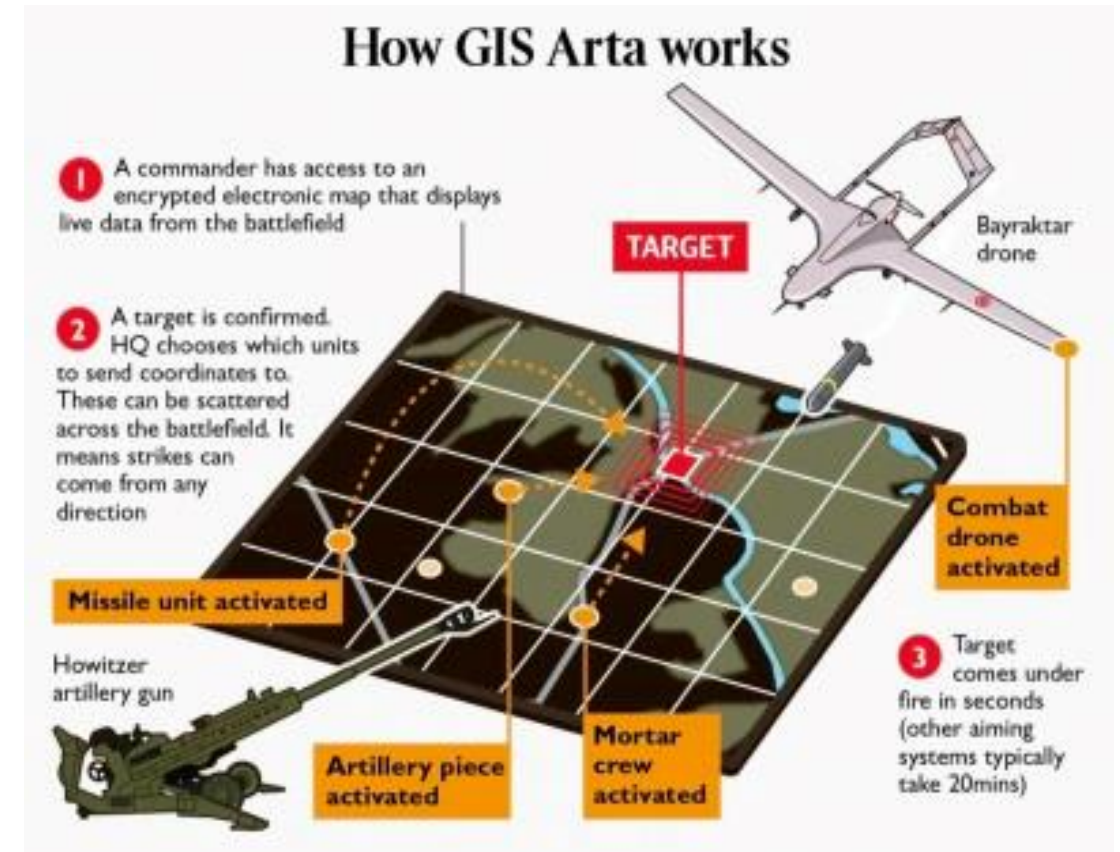 How GIS Arta works
1 A commander has access to an
encrypted electronic map that displays
live data from the battlefield
TARGET
Bayraktar
drone
2 A target is confirmed.
HQ chooses which units
to send coordinates to.
These can be scattered
across the battlefield. It
means strikes can
come from any
direction
Combat
drone
activated
Missile unit activated
Howitzer
artillery gun
Artillery piece
activated
Mortar
crew
activated
3 Target
comes under
fire in seconds
(other aiming
systems typically
take 20mins)